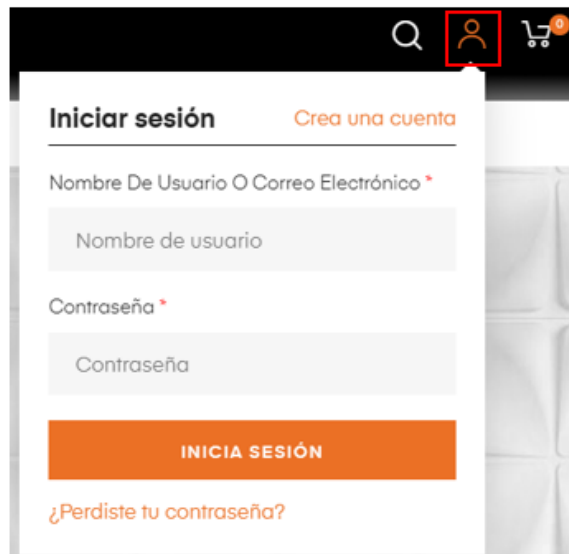 0
Iniciar sesión Crea una cuenta
Nombre De Usuario O Correo Electrónico *
Nombre de usuario
Contraseña *
Contraseña
INICIA SESIÓN
¿Perdiste tu contraseña?